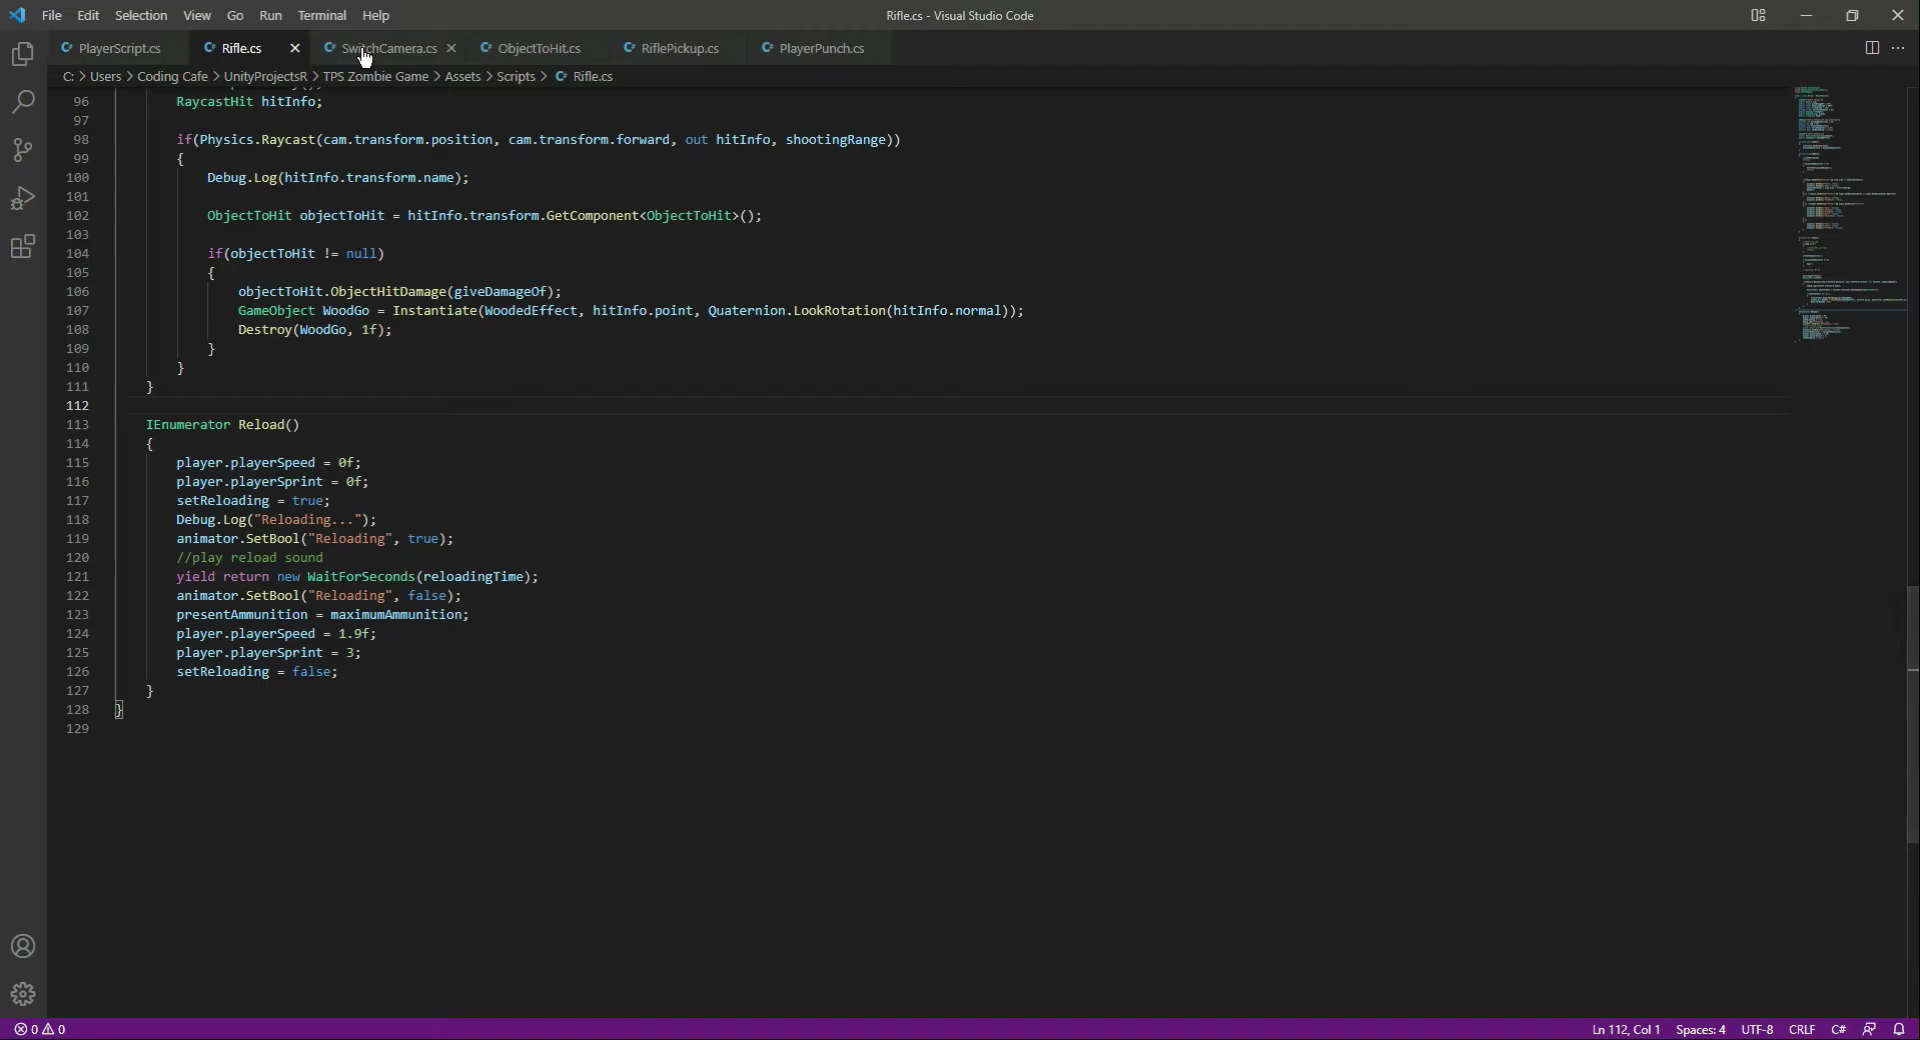 File Edit Selection View Go Run Terminal Help
Rifle.cs - Visual Studio Code
PlayerScript.cs Rifle.cs SwitchCamera.cs ObjectToHit.cs RiflePickup.cs PlayerPunch.cs
C: > Users > Coding Cafe > UnityProjectsR > TPS Zombie Game > Assets > Scripts > Rifle.cs
96 RaycastHit hitInfo;
97
98 if(Physics.Raycast(cam.transform.position, cam.transform.forward, out hitInfo, shootingRange))
99 {
100 Debug.Log(hitInfo.transform.name);
101
102 ObjectToHit objectToHit = hitInfo.transform.GetComponent<ObjectToHit>();
103
104 if(objectToHit != null)
105 {
106 objectToHit.ObjectHitDamage(giveDamageOf);
107 GameObject WoodGo = Instantiate(WoodedEffect, hitInfo.point, Quaternion.LookRotation(hitInfo.normal));
108 Destroy(WoodGo, 1f);
109 }
110 }
111 }
112
113 IEnumerator Reload()
114 {
115 player.playerSpeed = 0f;
116 player.playerSprint = 0f;
117 setReloading = true;
118 Debug.Log("Reloading...");
119 animator.SetBool("Reloading", true);
120 //play reload sound
121 yield return new WaitForSeconds(reloadingTime);
122 animator.SetBool("Reloading", false);
123 presentAmmunition = maximumAmmunition;
124 player.playerSpeed = 1.9f;
125 player.playerSprint = 3;
126 setReloading = false;
127 }
128 }
129
0 0
Ln 112, Col 1 Spaces: 4 UTF-8 CRLF C#